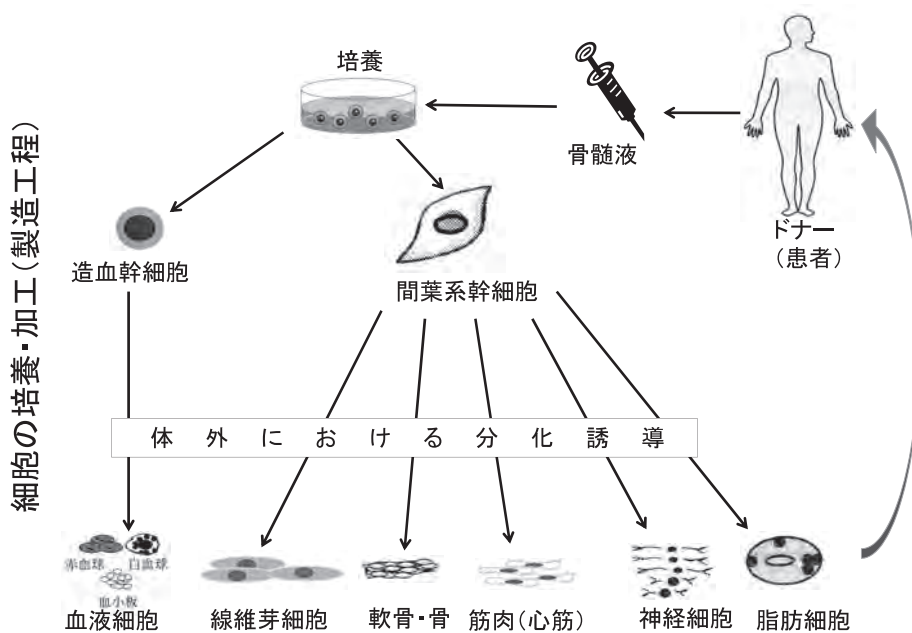 細胞の培養・加工(製造工程)
培養
骨髄液
ドナー
(患者)
造血幹細胞
間葉系幹細胞
体外における分化誘導
赤血球
白血球
血小板
血液細胞
線維芽細胞
軟骨・骨
筋肉(心筋)
神経細胞
脂肪細胞